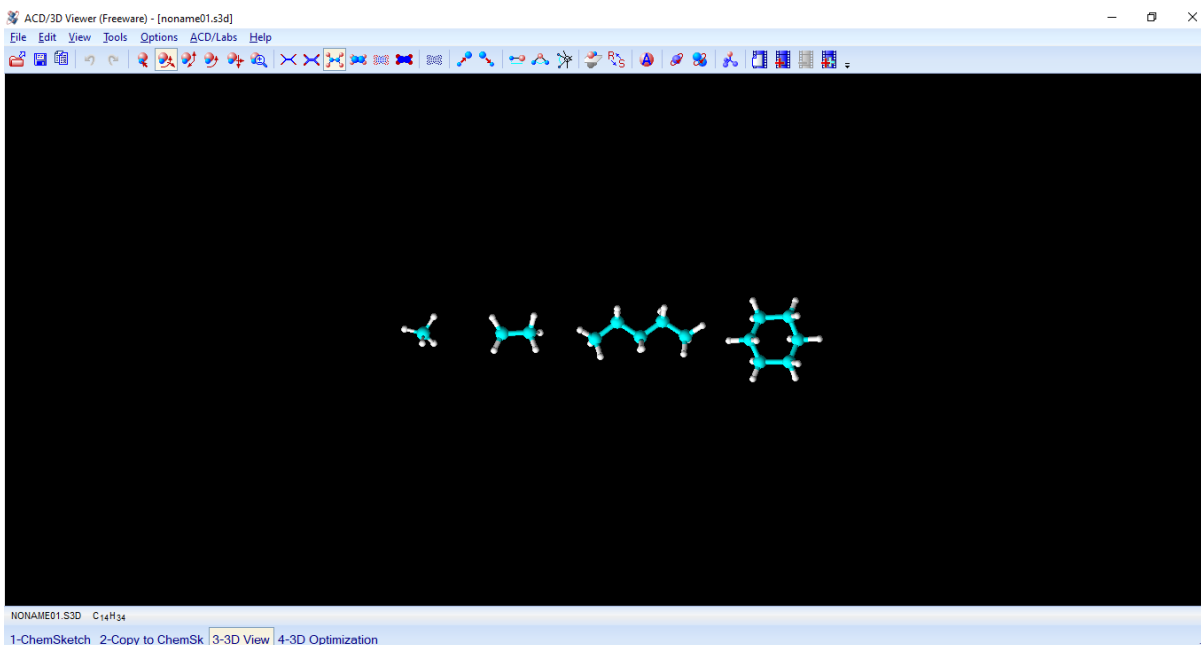 ACD/3D Viewer (Freeware) - [noname01.s3d]
File Edit View Tools Options ACD/Labs Help
R S A
NONAME01.S3D C14H34
1-ChemSketch 2-Copy to ChemSk 3-3D View 4-3D Optimization